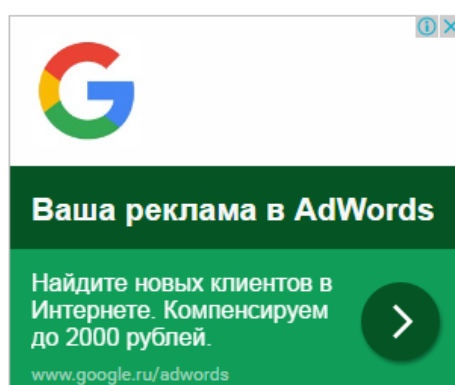 Ваша реклама в AdWords
Найдите новых клиентов в
Интернете. Компенсируем
до 2000 рублей.
www.google.ru/adwords